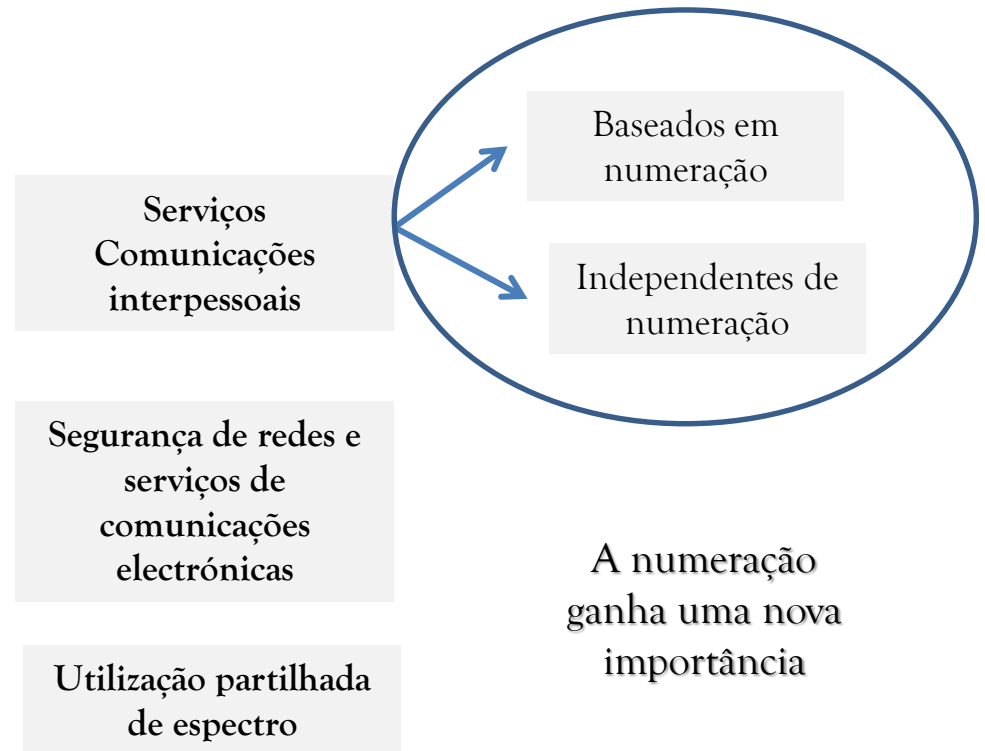 Serviços
Comunicações
interpessoais
Baseados em
numeração
Independentes de
numeração
Segurança de redes e
serviços de
comunicações
electrónicas
A numeração
ganha uma nova
importância
Utilização partilhada
de espectro